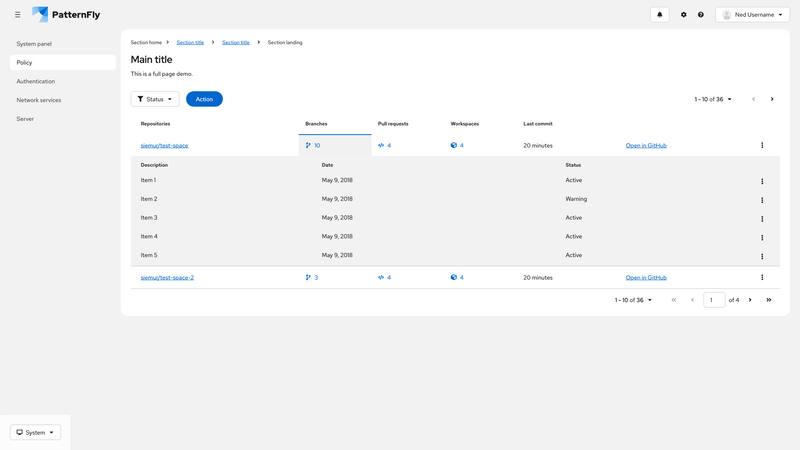 PatternFly
Ned Username
System panel
Policy
Authentication
Network services
Server
Section home
Section title
Section title
Section landing
Main title
This is a full page demo.
Status
Action
1 - 10 of 36
Repositories Branches Pull requests Workspaces Last commit
siemur/test-space 10 4 4 20 minutes Open in GitHub
Description Date Status
Item 1 May 9, 2018 Active
Item 2 May 9, 2018 Warning
Item 3 May 9, 2018 Active
Item 4 May 9, 2018 Active
Item 5 May 9, 2018 Active
siemur/test-space-2 3 4 4 20 minutes Open in GitHub
1 - 10 of 36 1 of 4
System